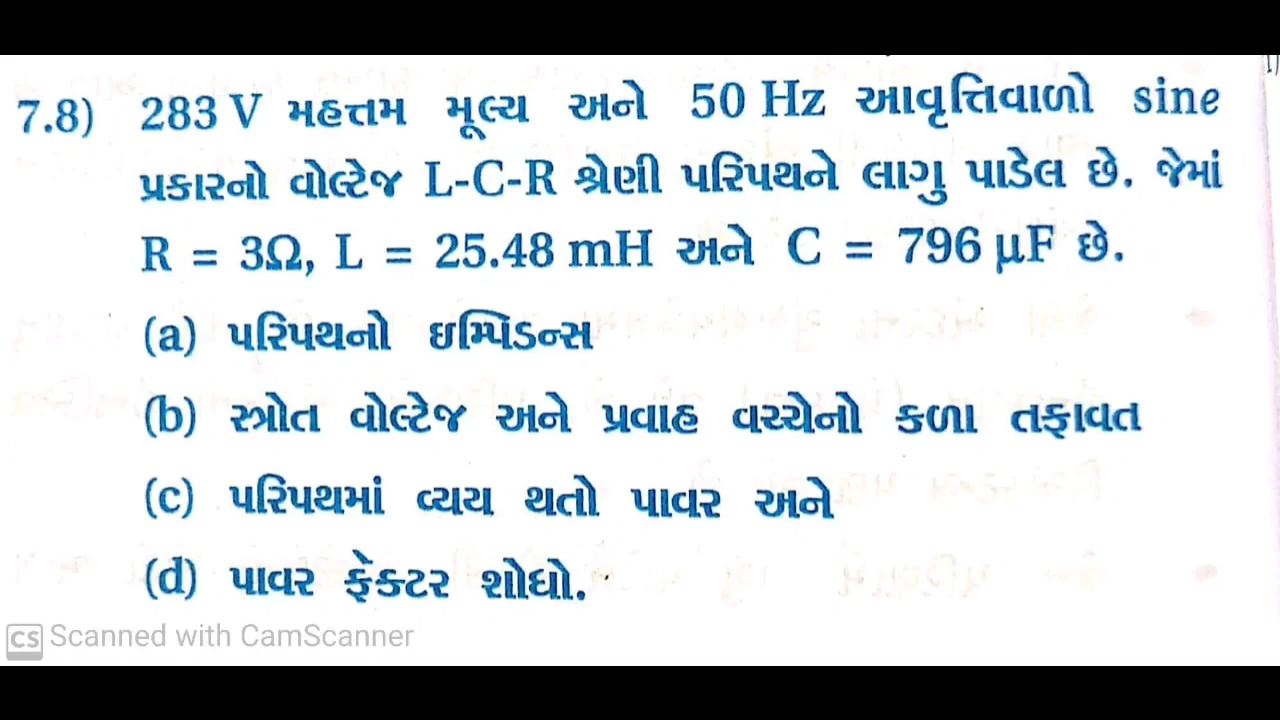 7.8) 283 V મહત્તમ મૂલ્ય અને 50 Hz આવૃત્તિવાળો sine
પ્રકારનો વોલ્ટેજ L-C-R શ્રેણી પરિપથને લાગુ પાડેલ છે. જેમાં
R = 3Ω, L = 25.48 mH અને C = 796 μF છે.
(a) પરિપથનો ઇમ્પિડન્સ
(b) સ્ત્રોત વોલ્ટેજ અને પ્રવાહ વચ્ચેનો કળા તફાવત
(c) પરિપથમાં વ્યય થતો પાવર અને
(d) પાવર ફેક્ટર શોધો.
CS Scanned with CamScanner